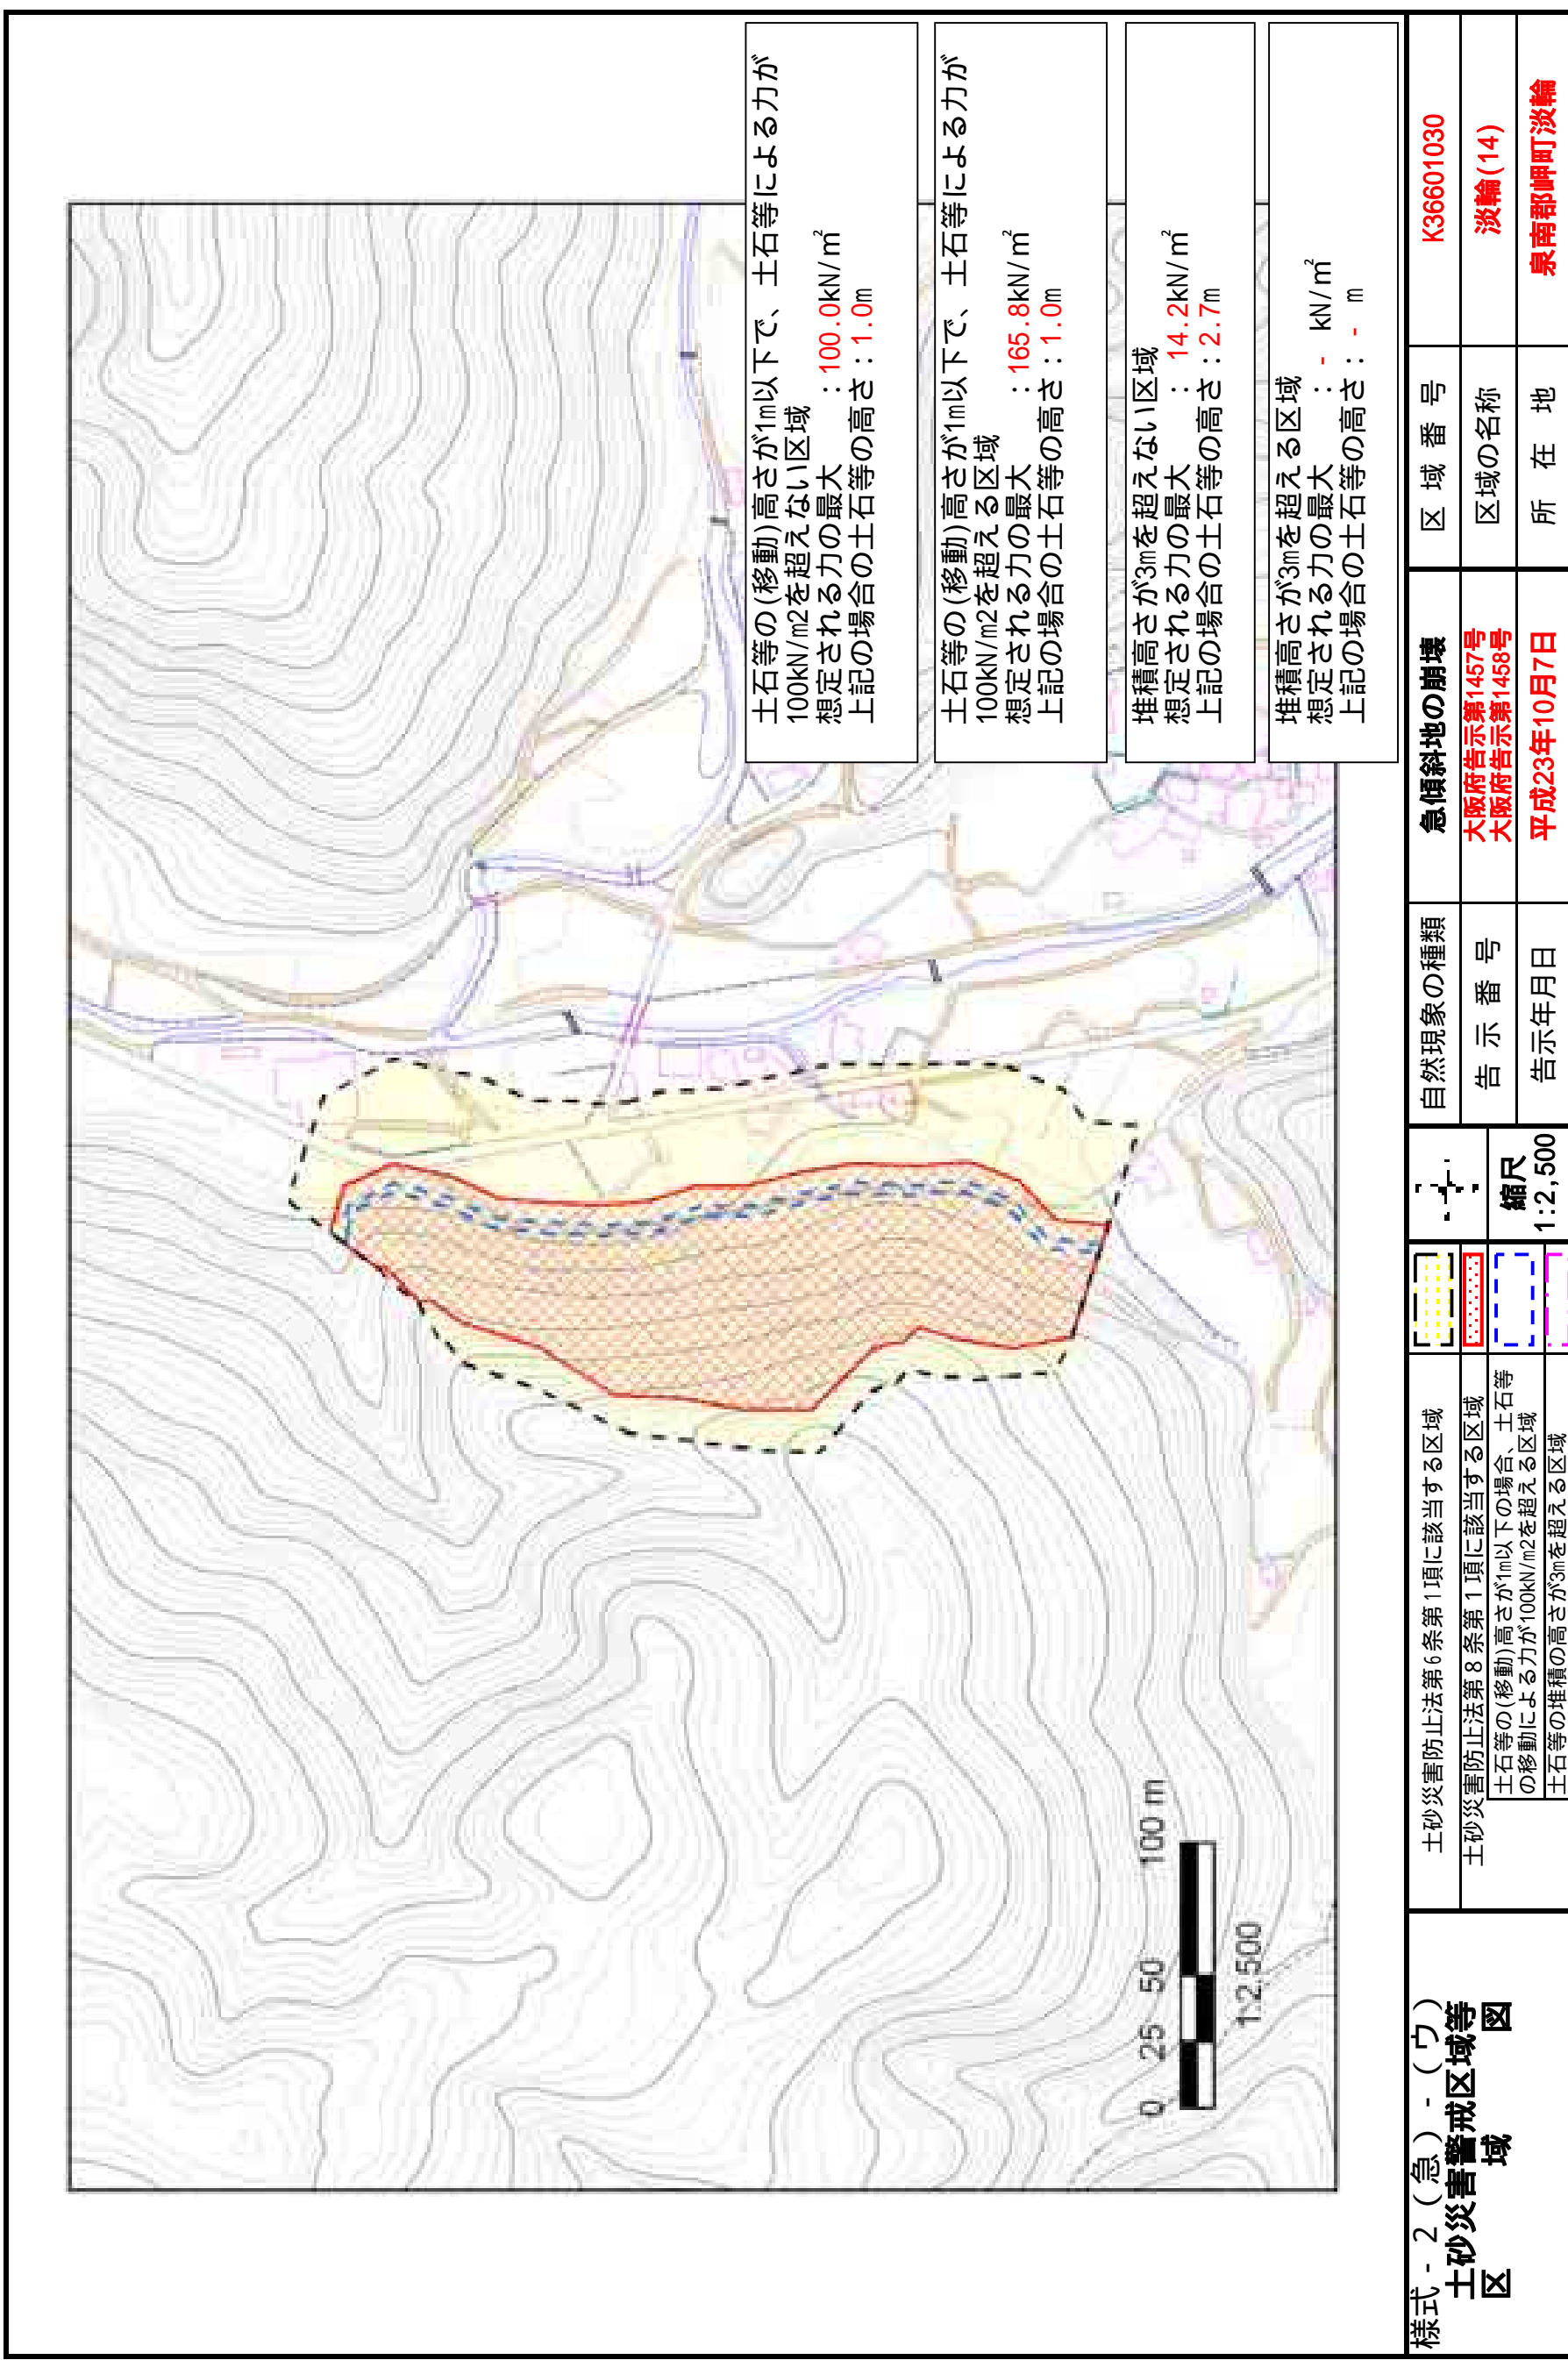 土石等の(移動)高さが1m以下で、 土石等による力が
100kN/m2を超えない区域
想定される力の最大 :100.0kN/㎡
上記の場合の土石等の高さ:1.0m
土石等の(移動)高さが1m以下で、 土石等による力が
100kN/m2を超える区域
想定される力の最大 :165.8kN/㎡
上記の場合の土石等の高さ:1.0m
堆積高さが3mを超えない区域
想定される力の最大 : 14.2kN/㎡
上記の場合の土石等の高さ:2.7m
堆積高さが3mを超える区域
想定される力の最大 : - kN/㎡
上記の場合の土石等の高さ: - m
0 25 50 100 m
1:2,500
様式-2(急)-(ウ)
土砂災害警戒区域等
区 域 図
土砂災害防止法第6条第1項に該当する区域
土砂災害防止法第8条第1項に該当する区域
土石等の(移動)高さが1m以下の場合、土石等
の移動による力が100kN/m2を超える区域
土石等の堆積の高さが3mを超える区域
縮尺
1:2,500
自然現象の種類 急傾斜地の崩壊
告示番号 大阪府告示第1457号
大阪府告示第1458号
告示年月日 平成23年10月7日
区域番号 K36601030
区域の名称 淡輪(14)
所在地 泉南郡岬町淡輪